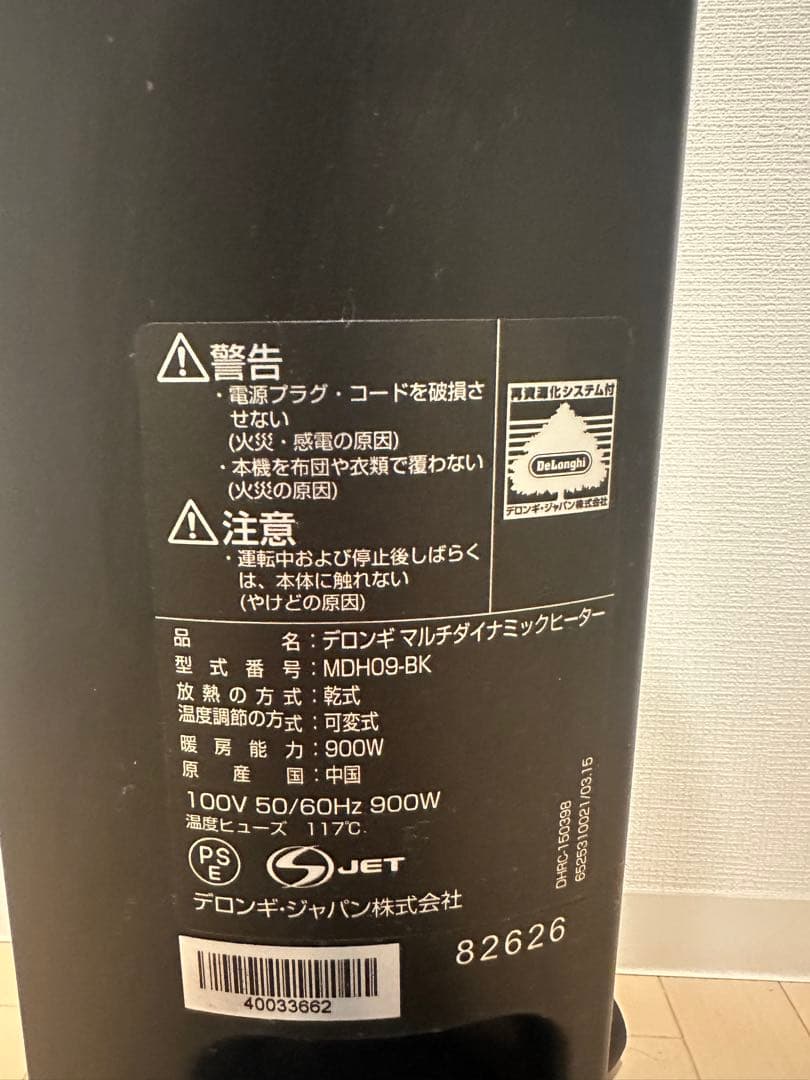 ⚠警告
・電源プラグ・コードを破損さ
せない
(火災・感電の原因)
・本機を布団や衣類で覆わない
(火災の原因)
⚠注意
・運転中および停止後しばらく
は、本体に触れない
(やけどの原因)
再資源化システム付
DeLonghi
デロンギ・ジャパン株式会社
品名:デロンギ マルチダイナミックヒーター
型式番号:MDH09-BK
放熱の方式:乾式
温度調節の方式:可変式
暖房能力:900W
原産国:中国
100V 50/60Hz 900W
温度ヒューズ 117℃.
PSE
JET
デロンギ・ジャパン株式会社
DHRC-150398
6525310021/03.15
40033662
82626